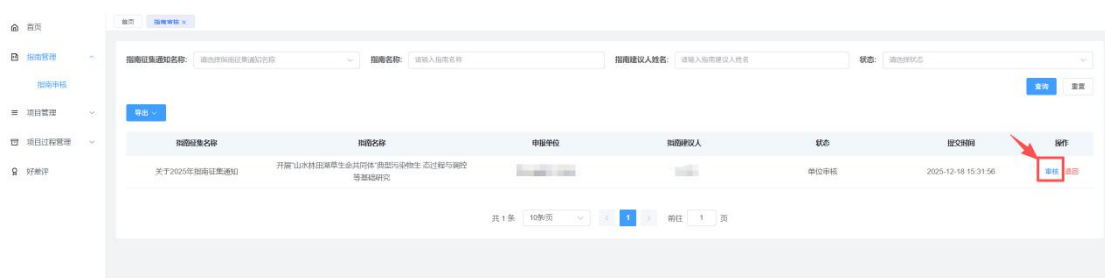 首页
指南管理
指南审核
项目管理
项目过程管理
好差评
首页 指南审核 ×
指南征集通知名称: 请选择指南征集通知名称 指南名称: 请输入指南名称 指南建议人姓名: 请输入指南建议人姓名 状态: 请选择状态
查询 重置
导出
指南征集名称 指南名称 申报单位 指南建议人 状态 提交时间 操作
关于2025年指南征集通知 开展“山水林田湖草生命共同体”典型污染物生 态过程与调控 单位审核 2025-12-18 15:31:56 审核 退回
等基础研究
共 1 条 10条/页 < 1 > 前往 1 页